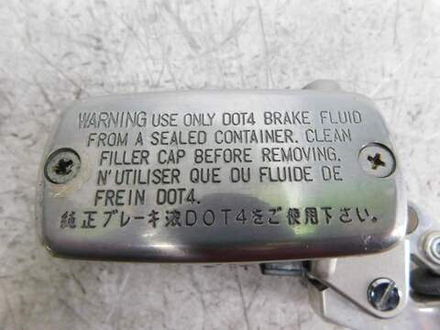 WARNING USE ONLY DOT4 BRAKE FLUID
FROM A SEALED CONTAINER. CLEAN
FILLER CAP BEFORE REMOVING.
N'UTILISER QUE DU FLUIDE DE
FREIN DOT4.
純正ブレーキ液DOT4をご使用下さい。